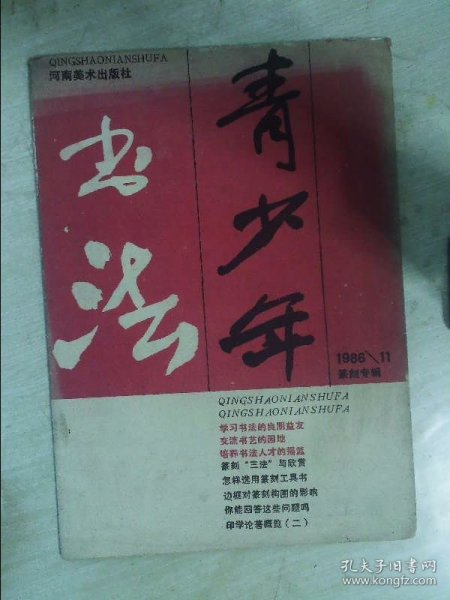 QINGSHAONIANSHUFA
河南美术出版社
青少年
书法
1986\11
篆刻专辑
QINGSHAONIANSHUFA
QINGSHAONIANSHUFA
学习书法的良师益友
交流书艺的园地
培养书法人才的摇篮
篆刻“三法”与欣赏
怎样选用篆刻工具书
边框对篆刻构图的影响
你能回答这些问题吗
印学论著概览（二）
孔夫子旧书网
www.kongfz.com